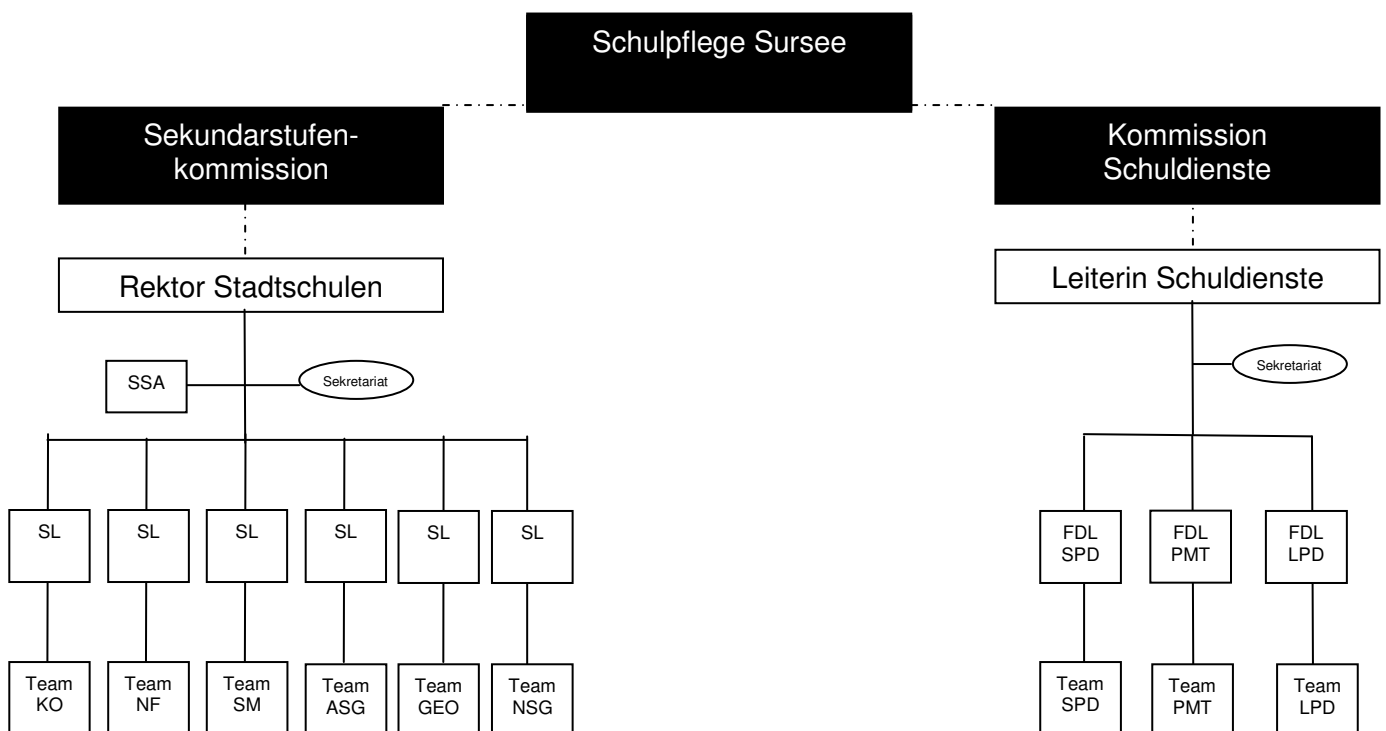 Schulpflege Sursee
Sekundarstufen-
kommission
Kommission
Schuldienste
Rektor Stadtschulen
Leiterin Schuldienste
SSA
Sekretariat
Sekretariat
SL
SL
SL
SL
SL
SL
FDL
SPD
FDL
PMT
FDL
LPD
Team
KO
Team
NF
Team
SM
Team
ASG
Team
GEO
Team
NSG
Team
SPD
Team
PMT
Team
LPD